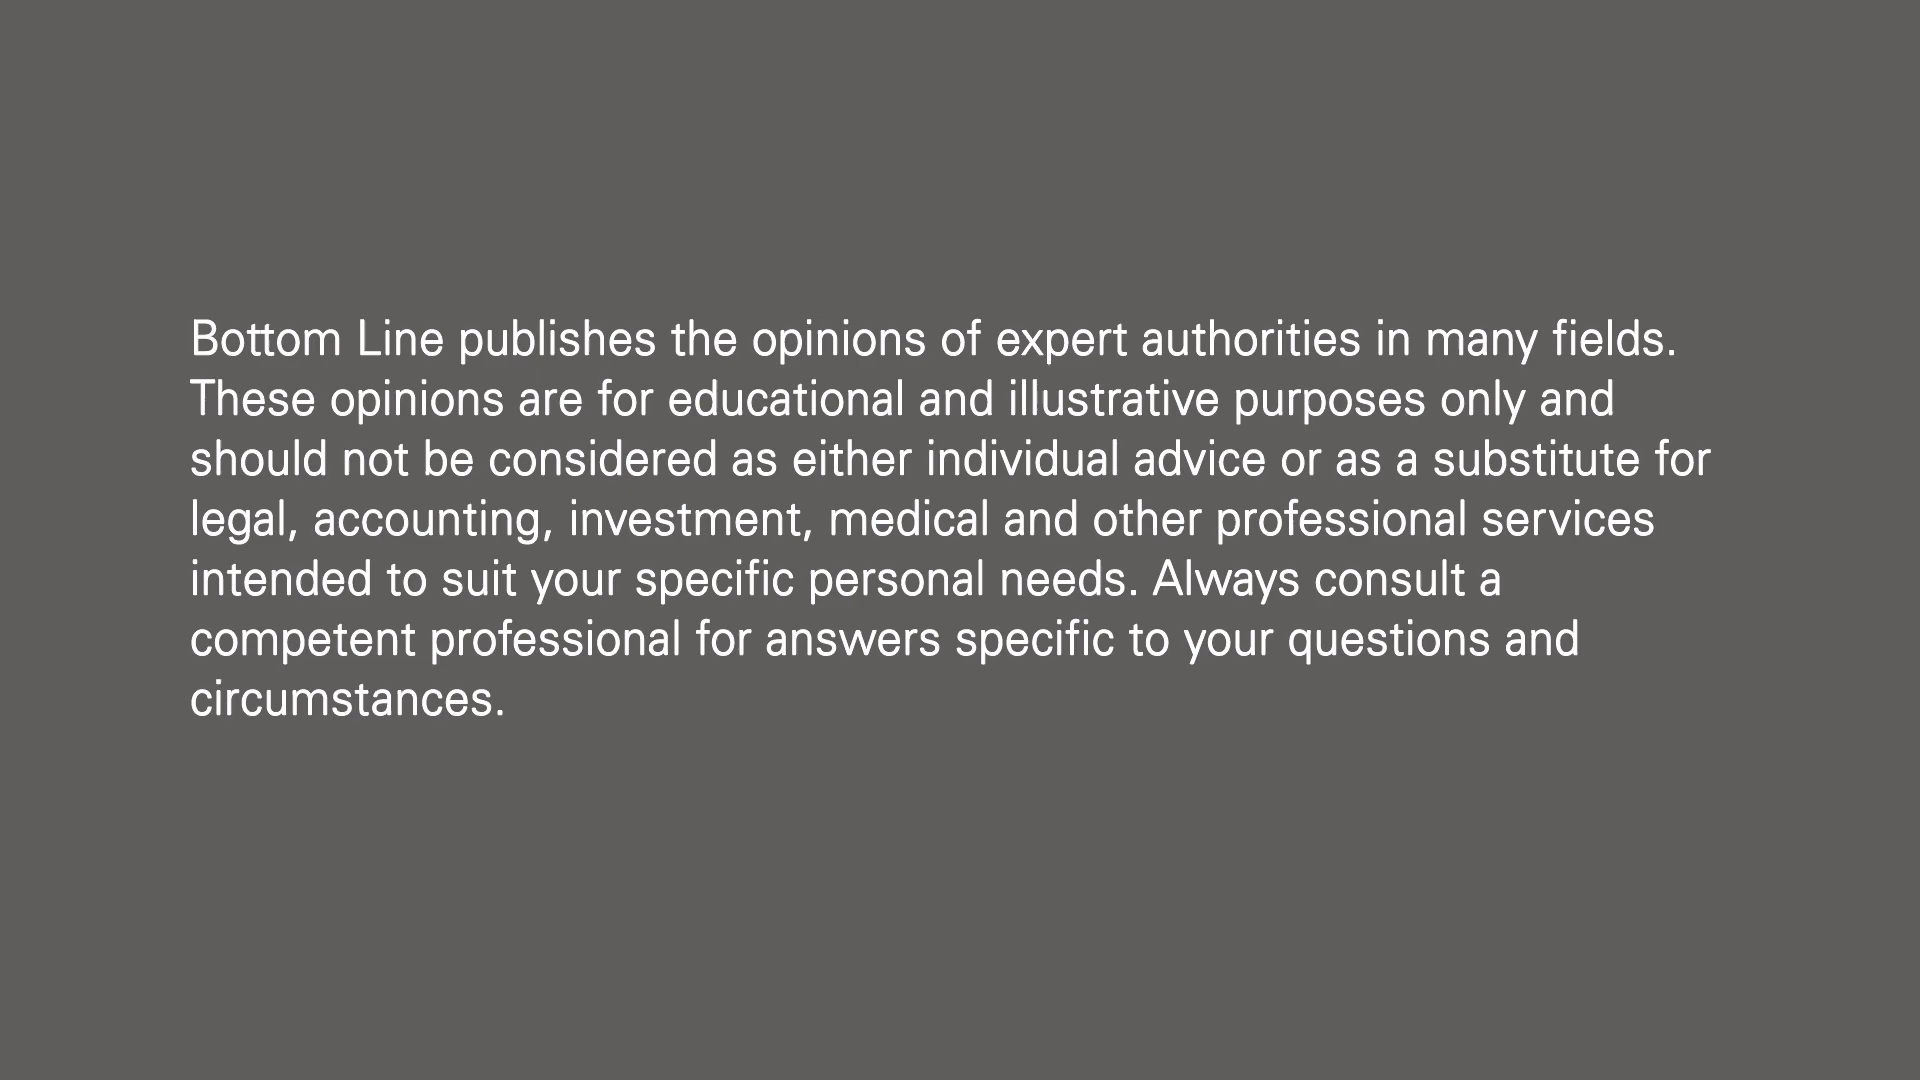 Bottom Line publishes the opinions of expert authorities in many fields.
These opinions are for educational and illustrative purposes only and
should not be considered as either individual advice or as a substitute for
legal, accounting, investment, medical and other professional services
intended to suit your specific personal needs. Always consult a
competent professional for answers specific to your questions and
circumstances.